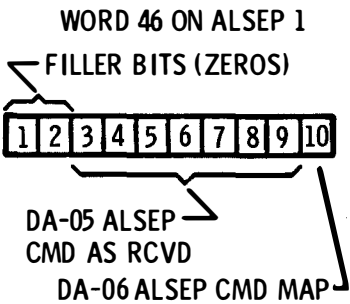 WORD 46 ON ALSEP 1
FILLER BITS (ZEROS)
1 2 3 4 5 6 7 8 9 10
DA-05 ALSEP
CMD AS RCVD
DA-06 ALSEP CMD MAP